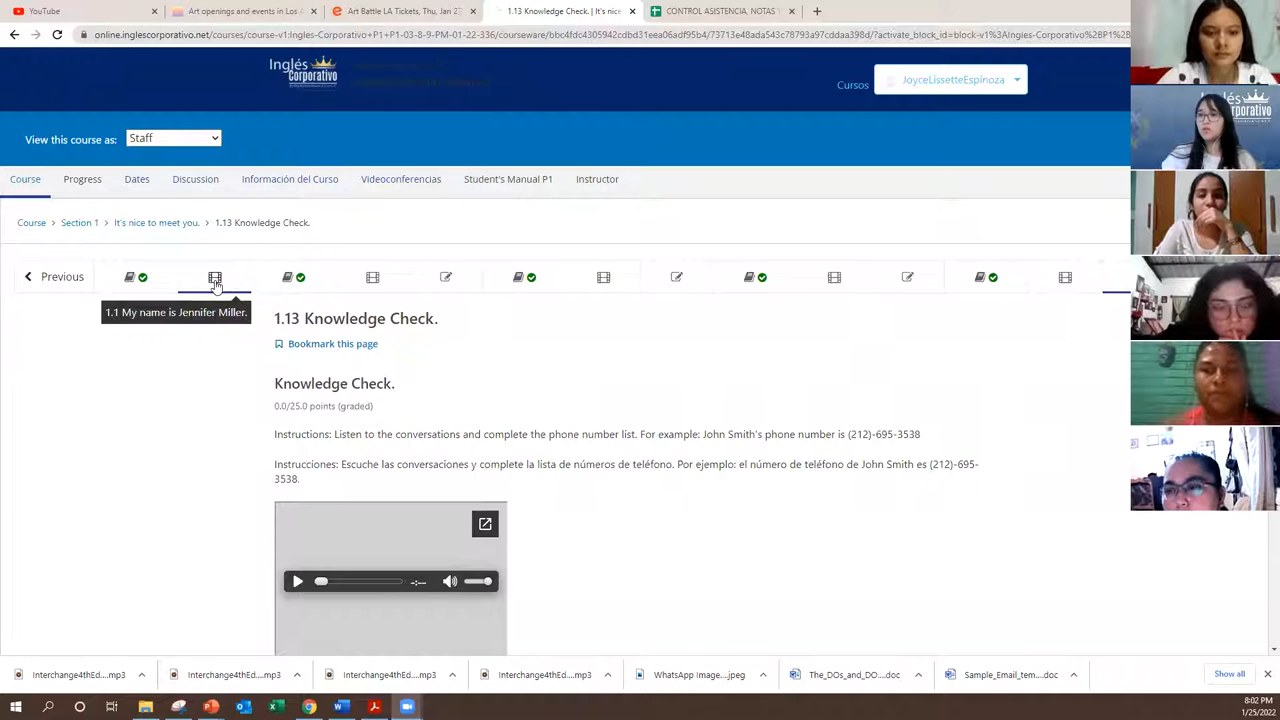 YouTube
Art openings and events in Los A
Art Battle LA Tickets, Thu, Jan 27
1.13 Knowledge Check. | It's nice
CONTROL ASISTENCIA, NOTAS Y
Inglés
Corporativo
Cursos
JoyceLissetteEspinoza
View this course as:
Staff
Course
Progress
Dates
Discussion
Información del Curso
Videoconferencias
Student's Manual P1
Instructor
Course > Section 1 > It's nice to meet you. > 1.13 Knowledge Check.
Previous
1.1 My name is Jennifer Miller.
1.13 Knowledge Check.
Bookmark this page
Knowledge Check.
0.0/25.0 points (graded)
Instructions: Listen to the conversations and complete the phone number list. For example: John Smith's phone number is (212)-695-3538
Instrucciones: Escuche las conversaciones y complete la lista de números de teléfono. Por ejemplo: el número de teléfono de John Smith es (212)-695-
3538.
-:--
Interchange4thEd....mp3
Interchange4thEd....mp3
Interchange4thEd....mp3
Interchange4thEd....mp3
WhatsApp Image....jpeg
The_DOs_and_DO....doc
Sample_Email_tem....doc
Show all
8:02 PM
1/25/2022